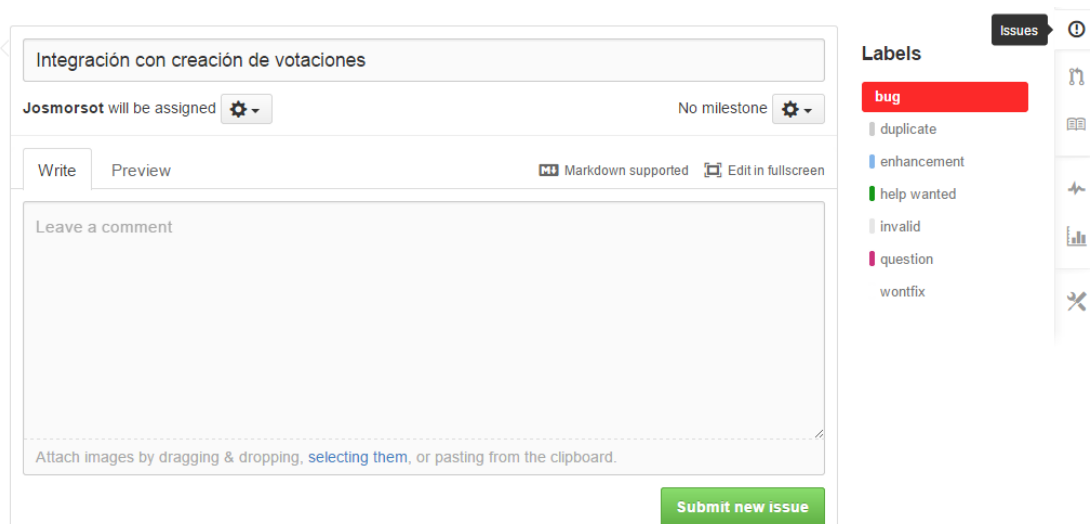 Issues
Integración con creación de votaciones
Labels
Josmorsot will be assigned
No milestone
bug
duplicate
Write Preview
Markdown supported Edit in fullscreen
enhancement
help wanted
Leave a comment
invalid
question
wontfix
Attach images by dragging & dropping, selecting them, or pasting from the clipboard.
Submit new issue